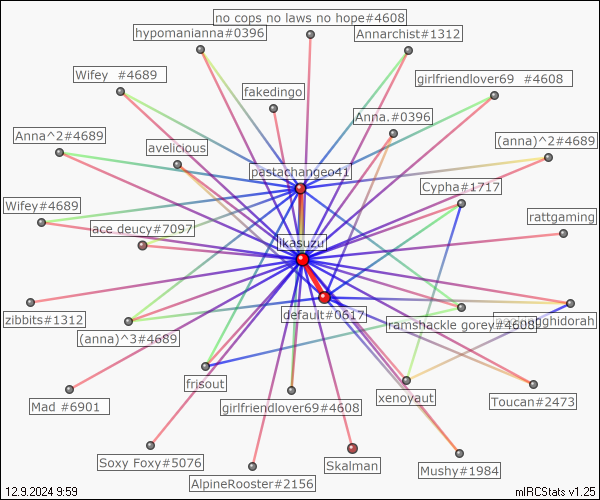 no cops no laws no hope#4608
hypomanianna#0396
Annarchist#1312
Wifey #4689
girlfriendlover69 #4608
fakedingo
Anna.#0396
Anna^2#4689
(anna)^2#4689
avelicious
pastachangeo41
Cypha#1717
Wifey#4689
rattgaming
ace deucy#7097
ikasuzu
zibbits#1312
default#0617
ramshackle gorey#4608
(anna)^3#4689
frisout
xenoyaut
Toucan#2473
Mad #6901
girlfriendlover69#4608
Soxy Foxy#5076
Skalman
Mushy#1984
AlpineRooster#2156
12.9.2024 9:59
mIRCStats v1.25